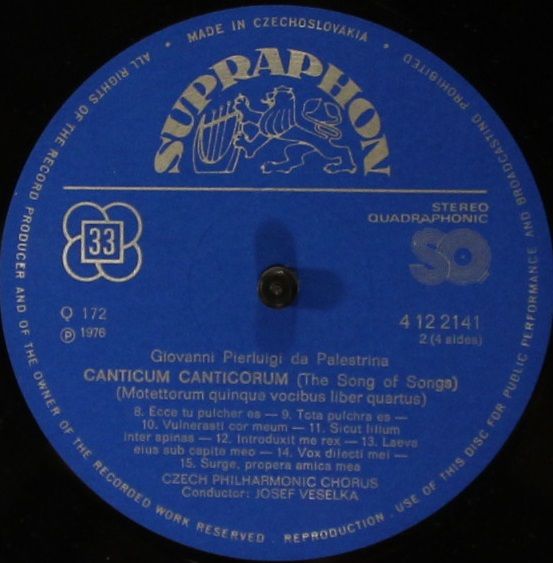 MADE IN CZECHOSLOVAKIA
ALL RIGHTS OF THE RECORD PRODUCER AND OF THE OWNER OF THE RECORDED WORK RESERVED . REPRODUCTION . USE OF THIS DISC FOR PUBLIC PERFORMANCE AND BROADCASTING PROHIBITED
SUPRAPHON
33
STEREO
QUADRAPHONIC
SQ
Q 172
℗ 1976
4 12 2141
2 (4 sides)
Giovanni Pierluigi da Palestrina
CANTICUM CANTICORUM (The Song of Songs)
(Motettorum quinque vocibus liber quartus)
8. Ecce tu pulcher es — 9. Tota pulchra es —
10. Vulnerasti cor meum — 11. Sicut lilium
inter spinas — 12. Introduxit me rex — 13. Laeva
eius sub capite meo — 14. Vox dilecti mei —
15. Surge, propera amica mea
CZECH PHILHARMONIC CHORUS
Conductor: JOSEF VESELKA